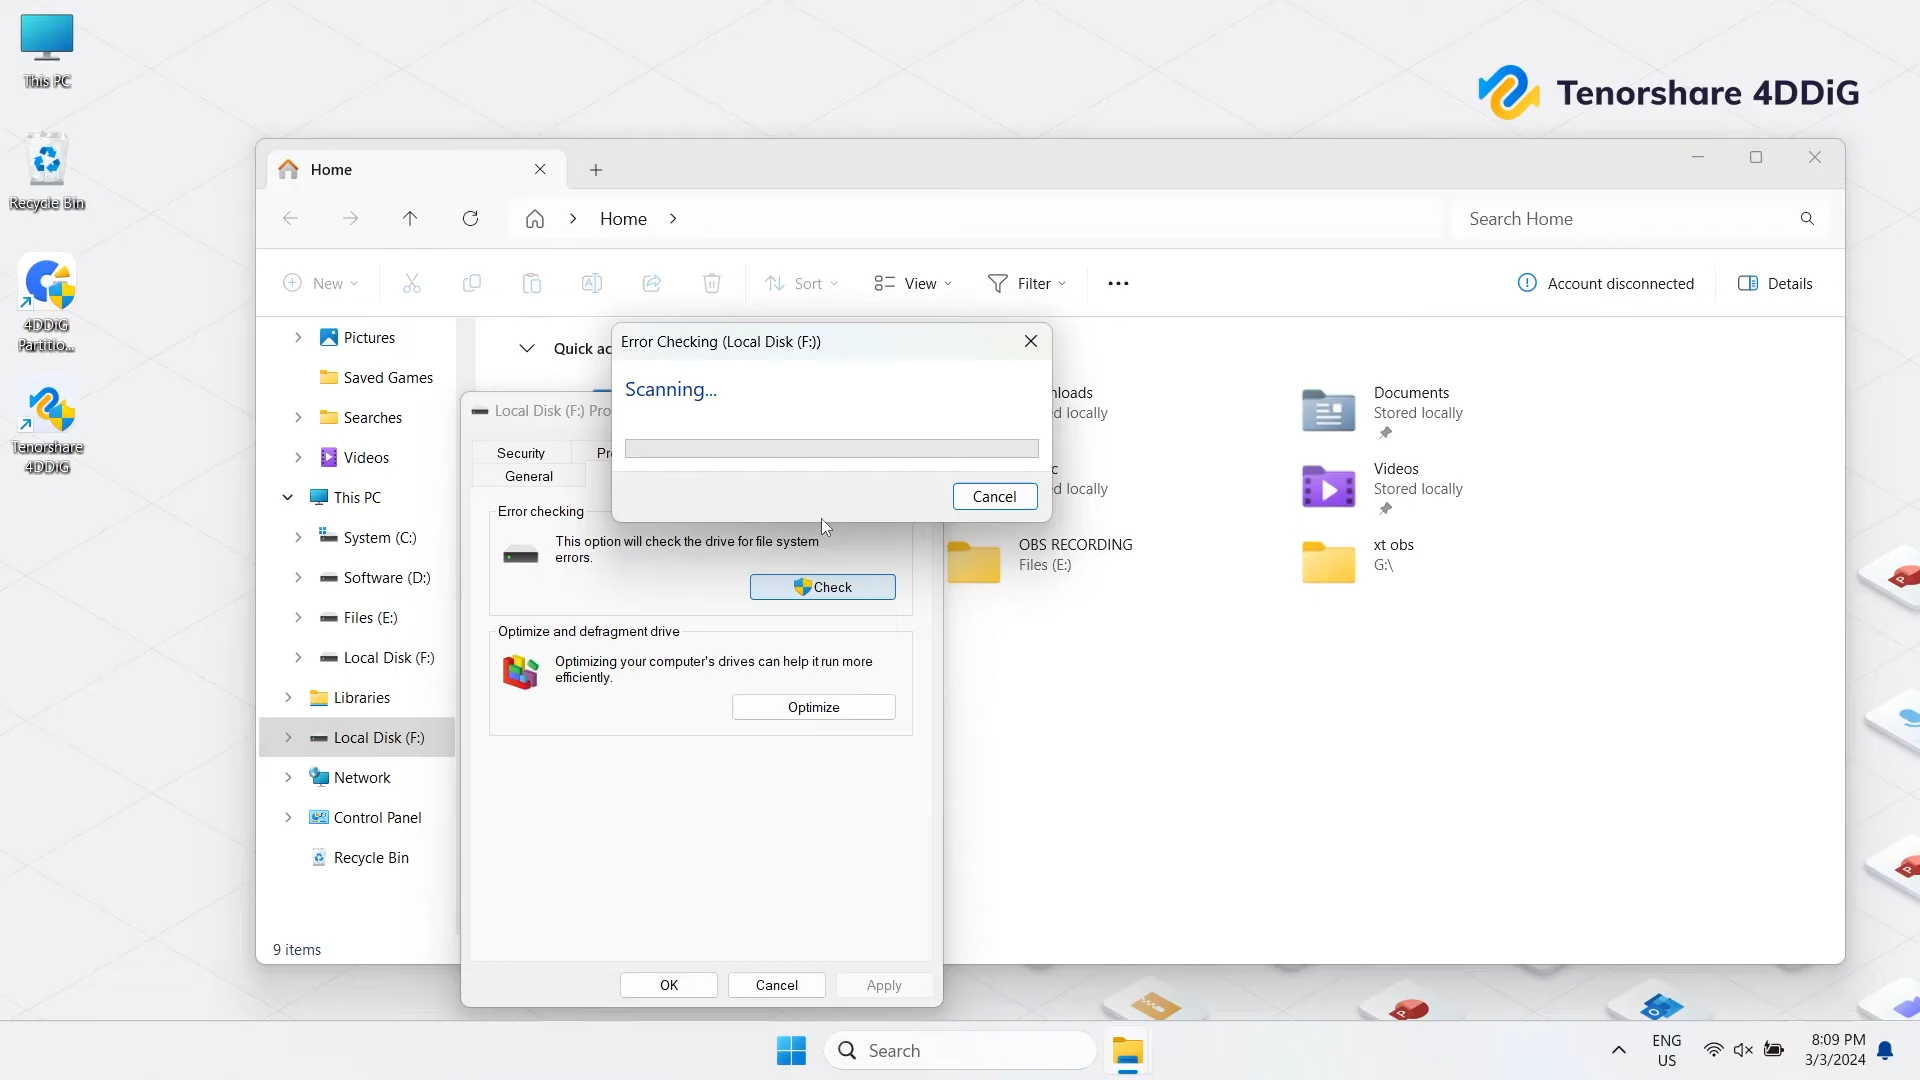 This PC
Recycle Bin
4DDiG
Partitio...
Tenorshare
4DDiG
Tenorshare 4DDiG
Home
Home
Search Home
New
Sort
View
Filter
Account disconnected
Details
Pictures
Saved Games
Searches
Videos
This PC
System (C:)
Software (D:)
Files (E:)
Local Disk (F:)
Libraries
Local Disk (F:)
Network
Control Panel
Recycle Bin
9 items
Quick ac
nloads
ed locally
Documents
Stored locally
c
ed locally
Videos
Stored locally
OBS RECORDING
Files (E:)
xt obs
G:\
Error Checking (Local Disk (F:))
Scanning...
Cancel
Local Disk (F:) Pro
Security
Pr
General
Error checking
This option will check the drive for file system
errors.
Check
Optimize and defragment drive
Optimizing your computer's drives can help it run more
efficiently.
Optimize
OK
Cancel
Apply
Search
ENG
US
8:09 PM
3/3/2024